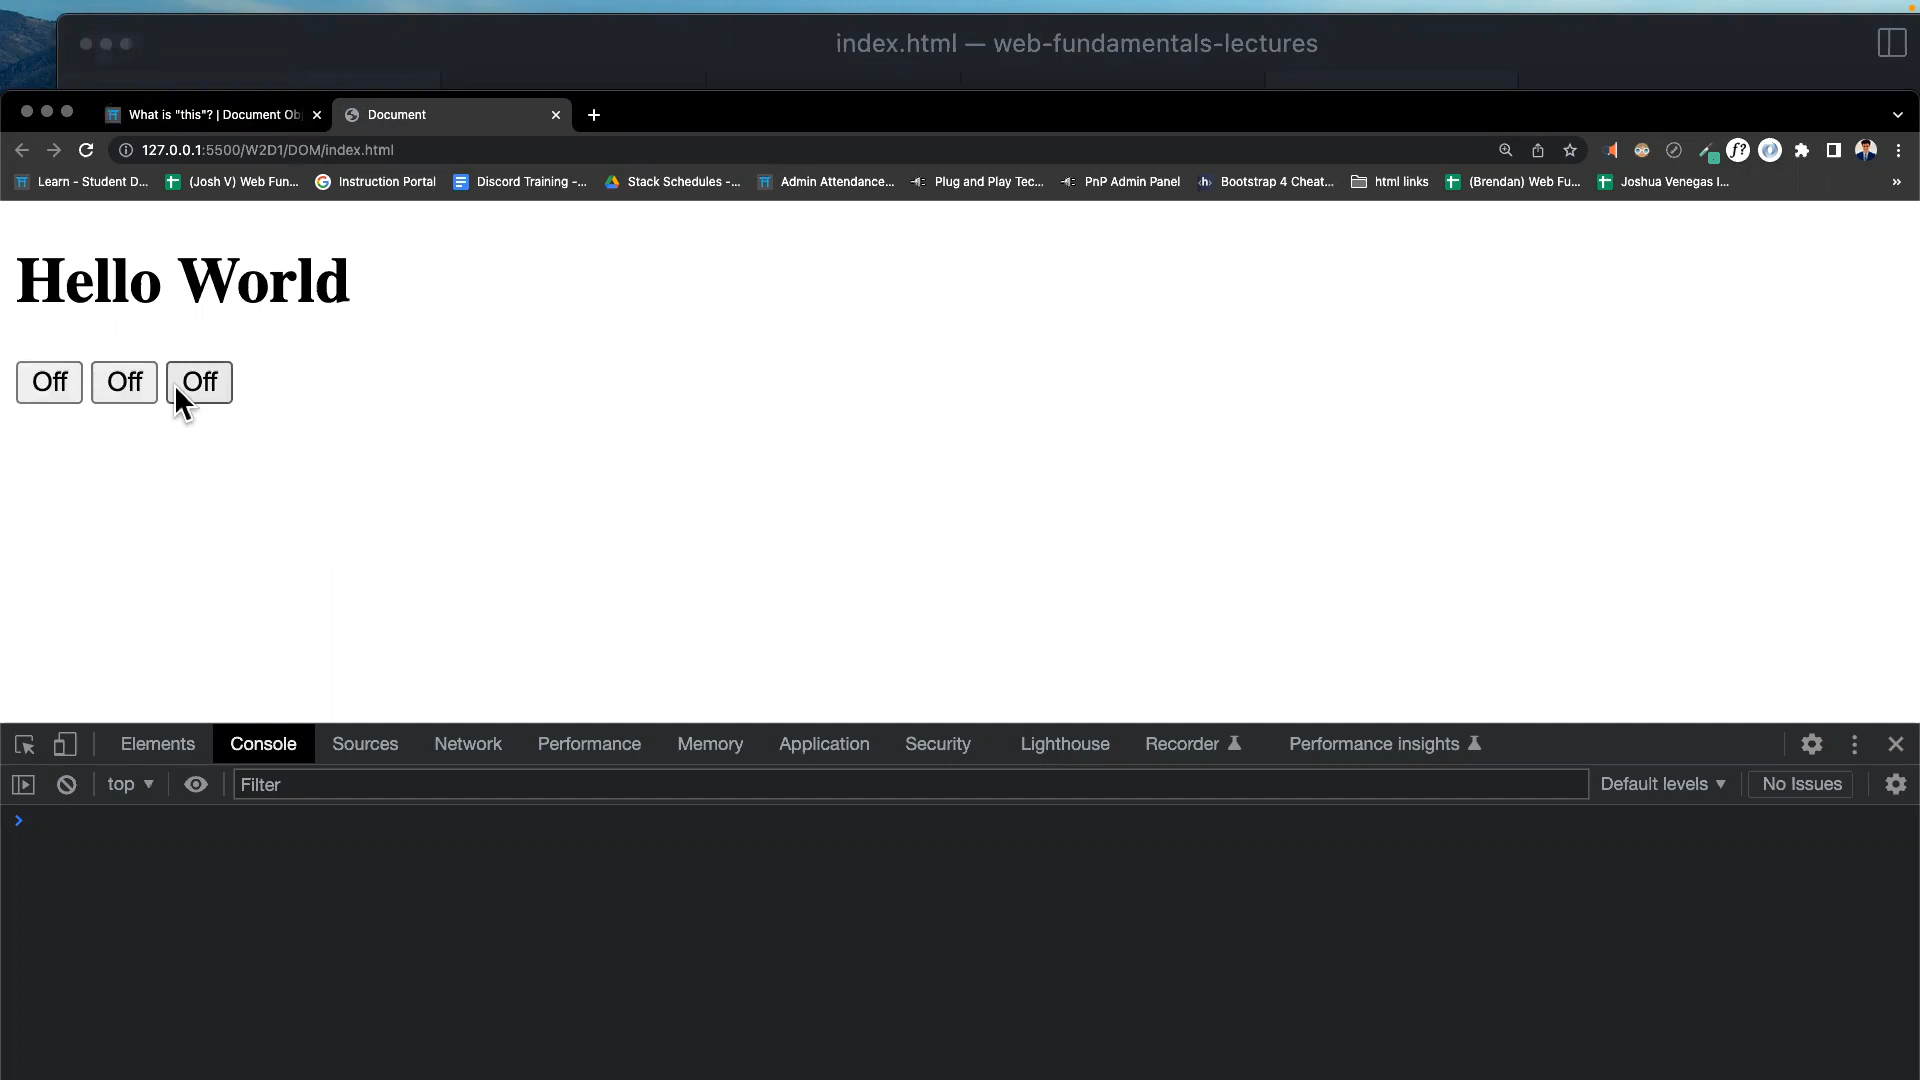 index.html — web-fundamentals-lectures
What is "this"? | Document Ob
Document
127.0.0.1:5500/W2D1/DOM/index.html
Learn - Student D...
(Josh V) Web Fun...
Instruction Portal
Discord Training -...
Stack Schedules -...
Admin Attendance...
Plug and Play Tec...
PnP Admin Panel
Bootstrap 4 Cheat...
html links
(Brendan) Web Fu...
Joshua Venegas I...
Hello World
Off Off Off
Elements Console Sources Network Performance Memory Application Security Lighthouse Recorder Performance insights
top Filter Default levels No Issues